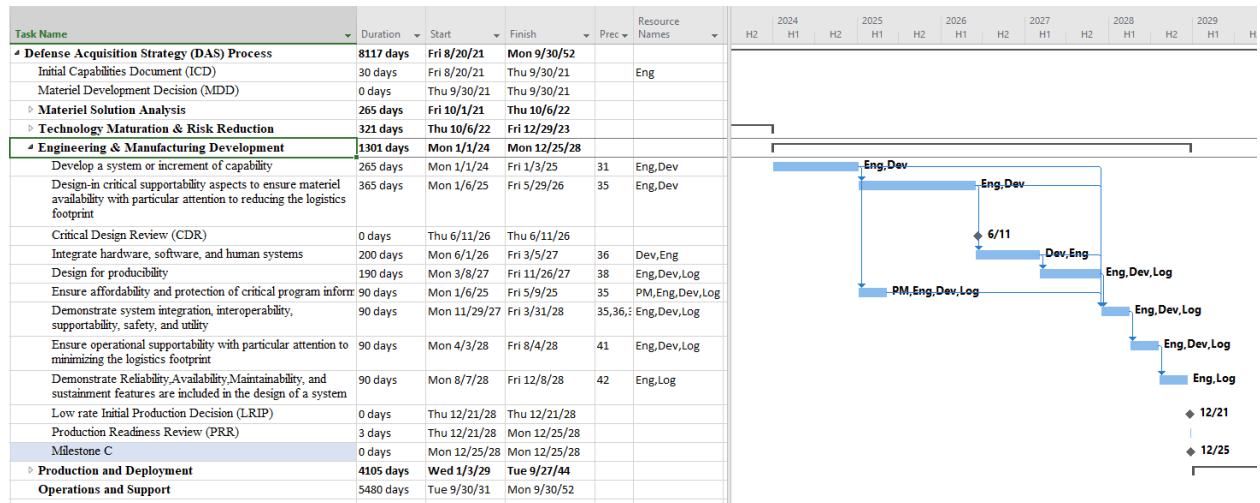 2024 2025 2026 2027 2028 2029
Resource
Task Name Duration Start Finish Prec Names H2 H1 H2 H1 H2 H1 H2 H1 H2 H1 H2 H1
Defense Acquisition Strategy (DAS) Process 8117 days Fri 8/20/21 Mon 9/30/52
Initial Capabilities Document (ICD) 30 days Fri 8/20/21 Thu 9/30/21 Eng
Materiel Development Decision (MDD) 0 days Thu 9/30/21 Thu 9/30/21
Materiel Solution Analysis 265 days Fri 10/1/21 Thu 10/6/22
Technology Maturation & Risk Reduction 321 days Thu 10/6/22 Fri 12/29/23
Engineering & Manufacturing Development 1301 days Mon 1/1/24 Mon 12/25/28
Develop a system or increment of capability 265 days Mon 1/1/24 Fri 1/3/25 31 Eng,Dev Eng,Dev
Design-in critical supportability aspects to ensure materiel 365 days Mon 1/6/25 Fri 5/29/26 35 Eng,Dev Eng,Dev
availability with particular attention to reducing the logistics
footprint
Critical Design Review (CDR) 0 days Thu 6/11/26 Thu 6/11/26 6/11
Integrate hardware, software, and human systems 200 days Mon 6/1/26 Fri 3/5/27 36 Dev,Eng Dev,Eng
Design for producibility 190 days Mon 3/8/27 Fri 11/26/27 38 Eng,Dev,Log Eng,Dev,Log
Ensure affordability and protection of critical program inform 90 days Mon 1/6/25 Fri 5/9/25 35 PM,Eng,Dev,Log PM,Eng,Dev,Log
Demonstrate system integration, interoperability, 90 days Mon 11/29/27 Fri 3/31/28 35,36, Eng,Dev,Log Eng,Dev,Log
supportability, safety, and utility
Ensure operational supportability with particular attention to 90 days Mon 4/3/28 Fri 8/4/28 41 Eng,Dev,Log Eng,Dev,Log
minimizing the logistics footprint
Demonstrate Reliability,Availability,Maintainability, and 90 days Mon 8/7/28 Fri 12/8/28 42 Eng,Log Eng,Log
sustainment features are included in the design of a system
Low rate Initial Production Decision (LRIP) 0 days Thu 12/21/28 Thu 12/21/28 12/21
Production Readiness Review (PRR) 3 days Thu 12/21/28 Mon 12/25/28
Milestone C 0 days Mon 12/25/28 Mon 12/25/28 12/25
Production and Deployment 4105 days Wed 1/3/29 Tue 9/27/44
Operations and Support 5480 days Tue 9/30/31 Mon 9/30/52